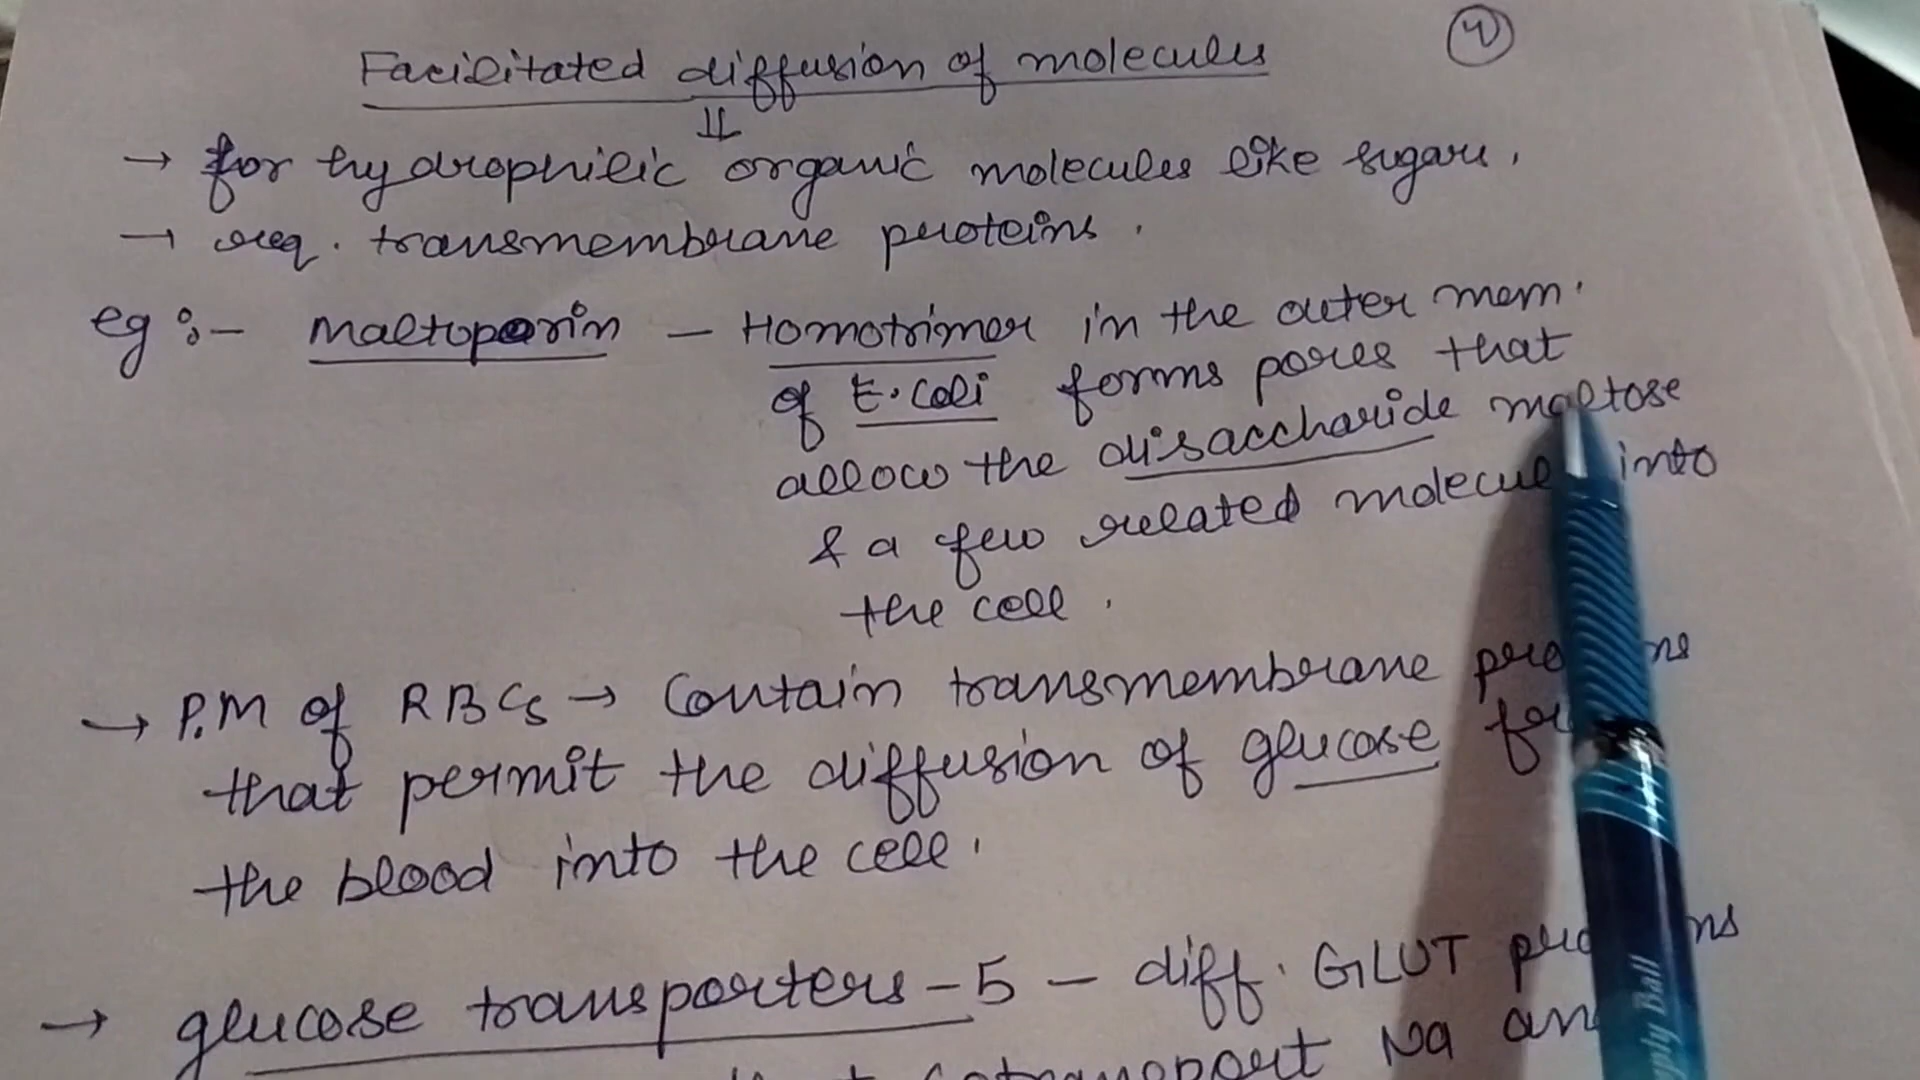 4
Facilitated diffusion of molecules
→ for hydrophilic organic molecules like sugars.
→ req. transmembrane proteins.
eg :- Maltoporin - Homotrimer in the outer mem.
of E. Coli forms pores that
allow the disaccharide maltose
& a few related into
the cell.
→ P.M of RBCs → Contain transmembrane
that permit the diffusion of glucose
the blood into the cell.
→ glucose transporters - 5 - diff. GLUT
cotransport Na
Ball